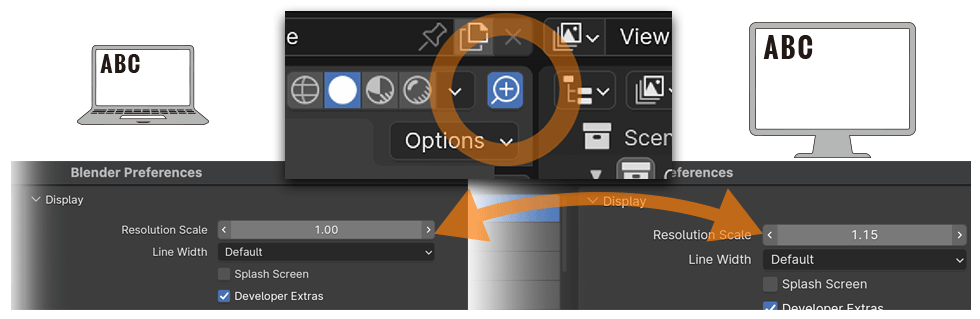 ABC
e
View
Options
Scen
ABC
Blender Preferences
Display
Resolution Scale
1.00
Line Width
Default
Splash Screen
Developer Extras
eferences
Display
Resolution Scale
1.15
Line Width
Default
Splash Screen
Developer Extras